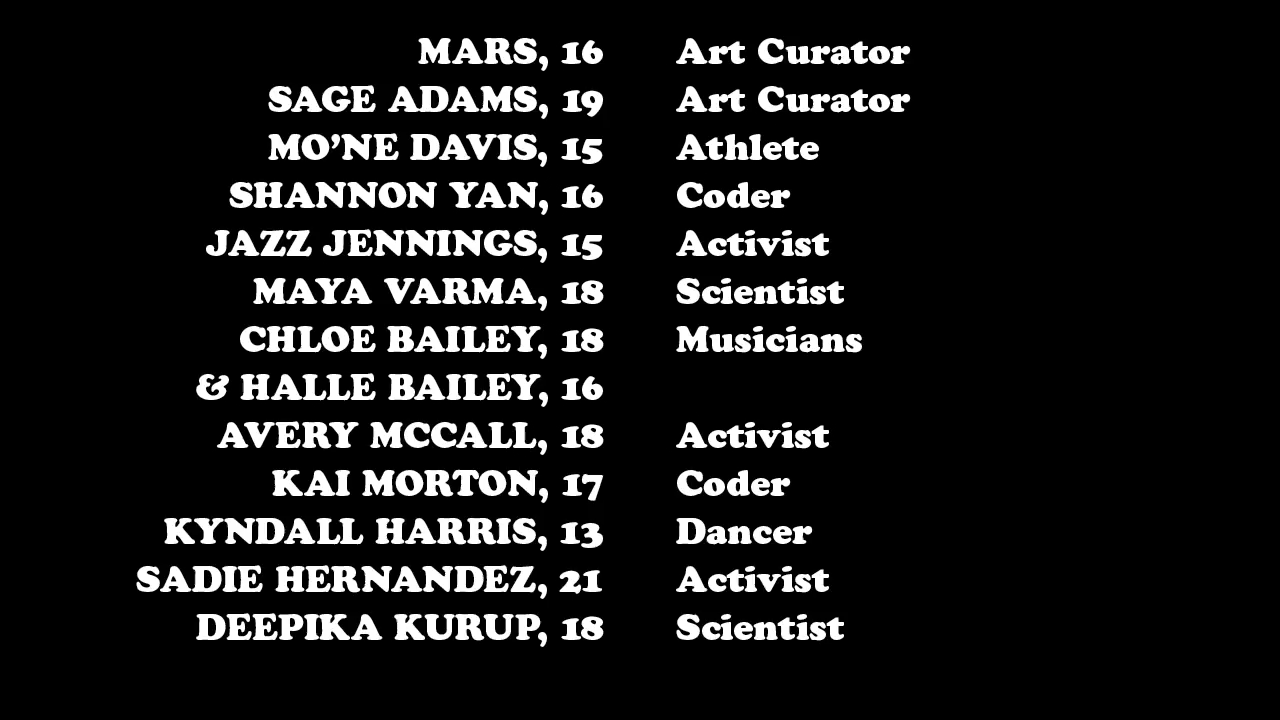 MARS, 16 Art Curator
SAGE ADAMS, 19 Art Curator
MO’NE DAVIS, 15 Athlete
SHANNON YAN, 16 Coder
JAZZ JENNINGS, 15 Activist
MAYA VARMA, 18 Scientist
CHLOE BAILEY, 18 Musicians
& HALLE BAILEY, 16
AVERY MCCALL, 18 Activist
KAI MORTON, 17 Coder
KYNDALL HARRIS, 13 Dancer
SADIE HERNANDEZ, 21 Activist
DEEPIKA KURUP, 18 Scientist